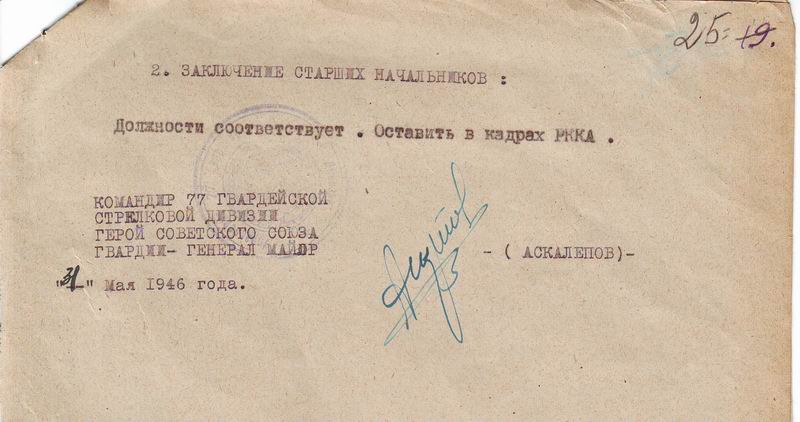 25= 19.
2. ЗАКЛЮЧЕНИЕ СТАРШИХ НАЧАЛЬНИКОВ :
Должности соответствует . Оставить в кадрах РККА .
КОМАНДИР 77 ГВАРДЕЙСКОЙ
СТРЕЛКОВОЙ ДИВИЗИИ
ГЕРОЙ СОВЕТСКОГО СОЮЗА
ГВАРДИИ- ГЕНЕРАЛ МАЙОР - ( АСКАЛЕПОВ)-
"31" Мая 1946 года.